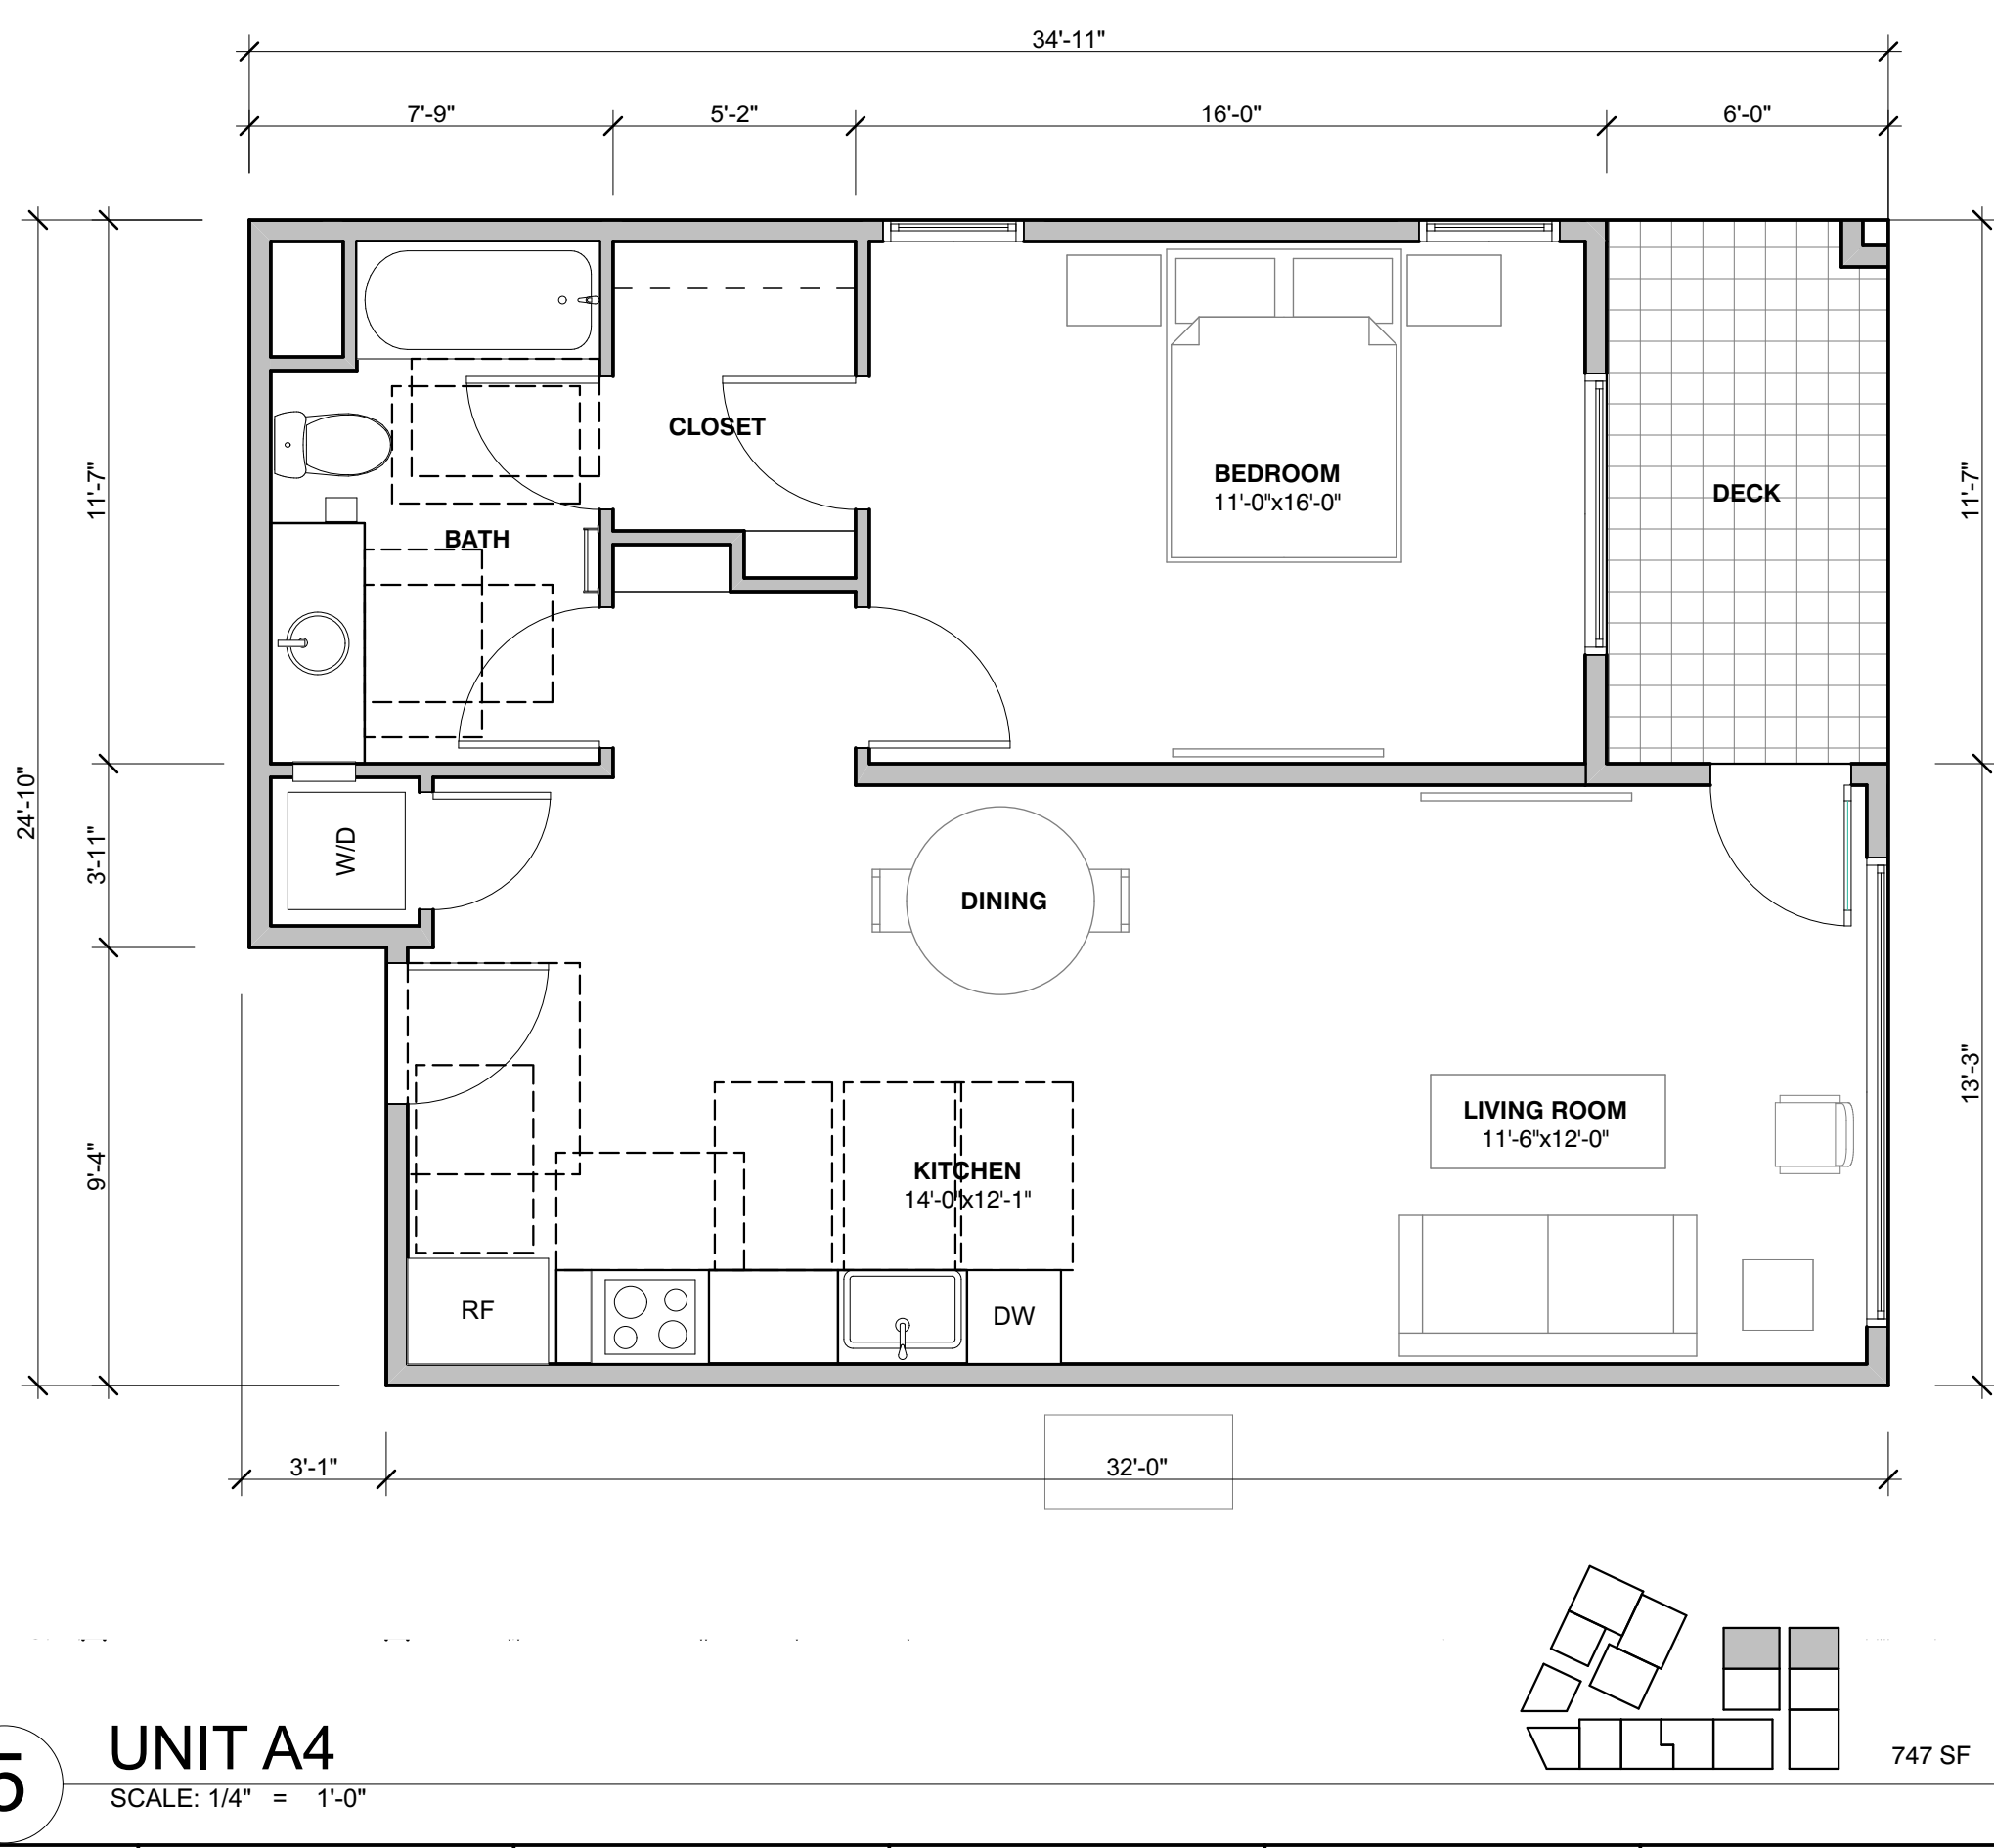 34'-11"
7'-9"
5'-2"
16'-0"
6'-0"
CLOSET
BEDROOM
11'-0"x16'-0"
DECK
BATH
11'-7"
11'-7"
24'-10"
3'-11"
W/D
DINING
9'-4"
13'-3"
LIVING ROOM
11'-6"x12'-0"
KITCHEN
14'-0"x12'-1"
RF
DW
3'-1"
32'-0"
5
UNIT A4
747 SF
SCALE: 1/4" = 1'-0"